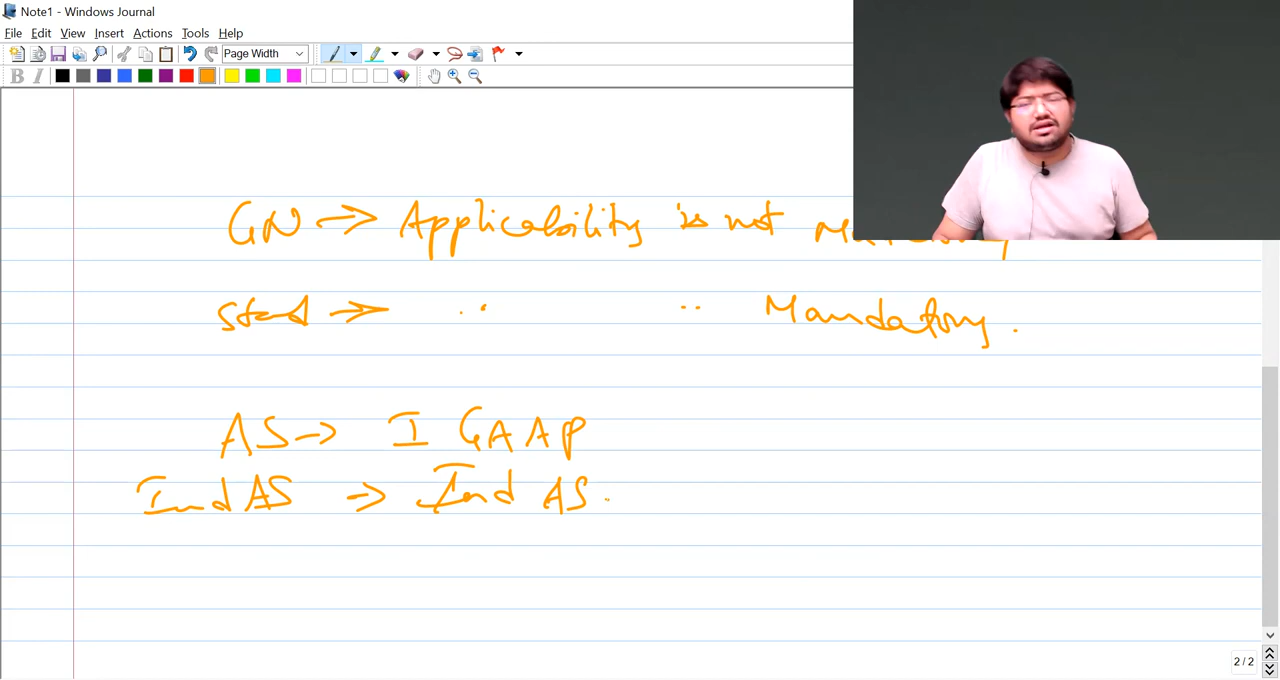 Note1 - Windows Journal
File Edit View Insert Actions Tools Help
Page Width
B I
GN → Applicability is not
Stand → " " Mandatory.
AS → I GAAP
Ind AS → Ind AS.
2 / 2